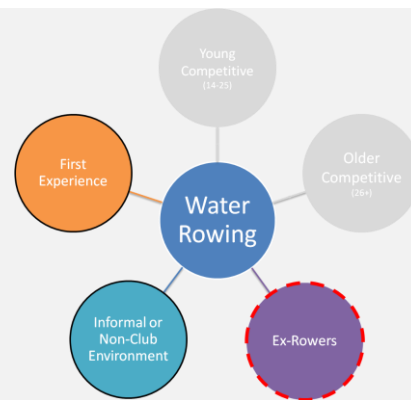 Young
Competitive
(14-25)
First
Experience
Older
Competitive
(26+)
Water
Rowing
Informal or
Non-Club
Environment
Ex-Rowers